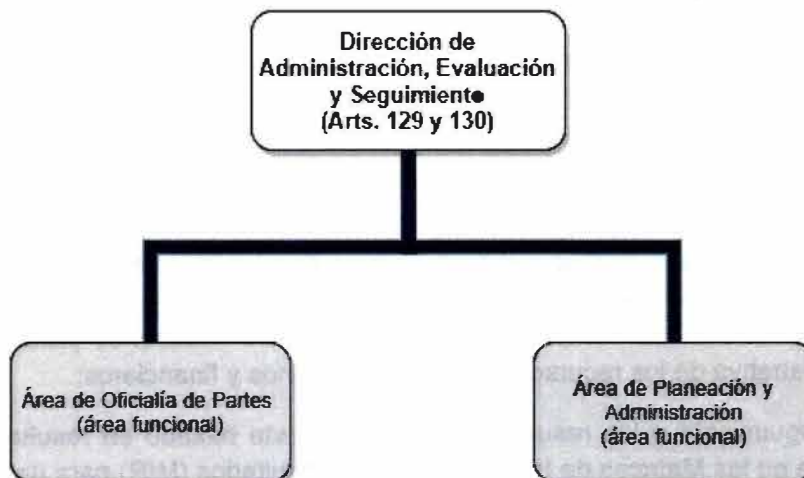 Dirección de
Administración, Evaluación
y Seguimiento
(Arts. 129 y 130)
Área de Oficialía de Partes
(área funcional)
Área de Planeación y
Administración
(área funcional)